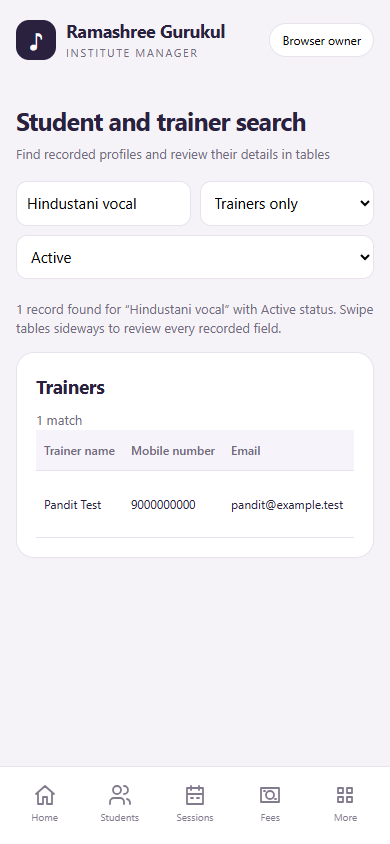 Ramashree Gurukul
INSTITUTE MANAGER
Browser owner
Student and trainer search
Find recorded profiles and review their details in tables
Hindustani vocal
Trainers only
Active
1 record found for “Hindustani vocal” with Active status. Swipe
tables sideways to review every recorded field.
Trainers
1 match
Trainer name Mobile number Email
Pandit Test 9000000000 pandit@example.test
Home Students Sessions Fees More